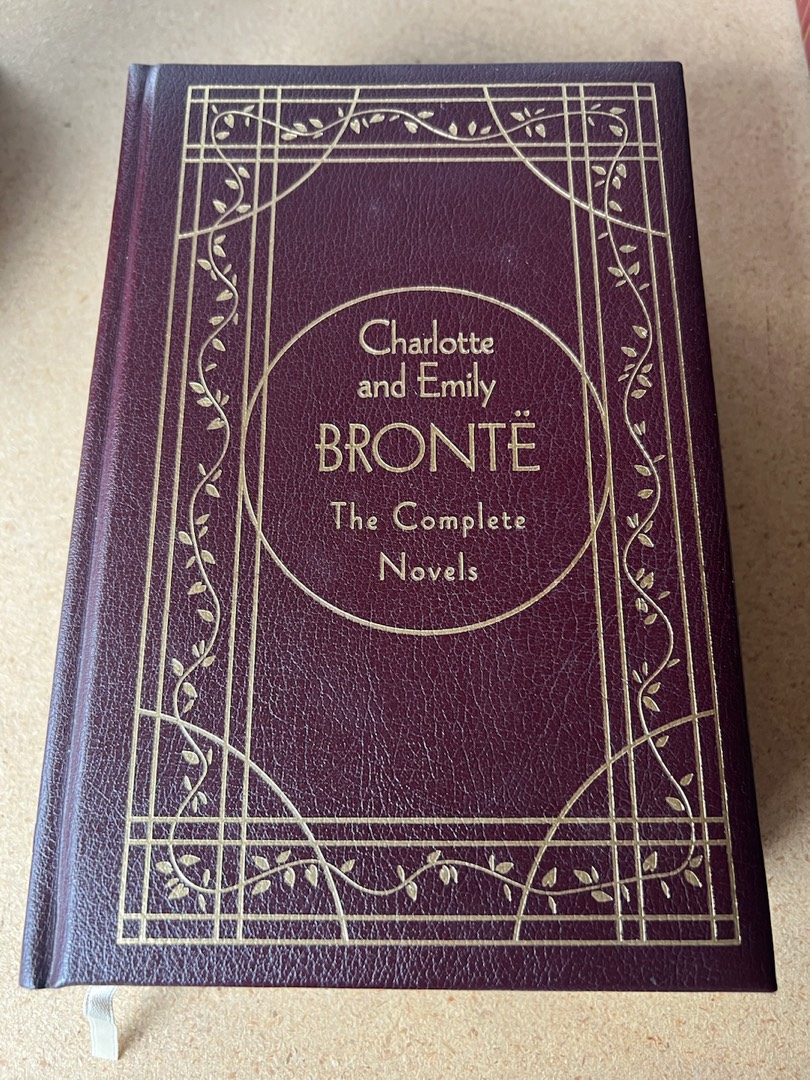 Charlotte
and Emily
BRONTË
The Complete
Novels